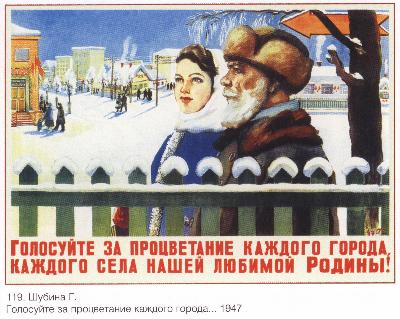 Голосуйте за процветание каждого города,
каждого села нашей любимой Родины!
119. Шубина Г.
Голосуйте за процветание каждого города... 1947